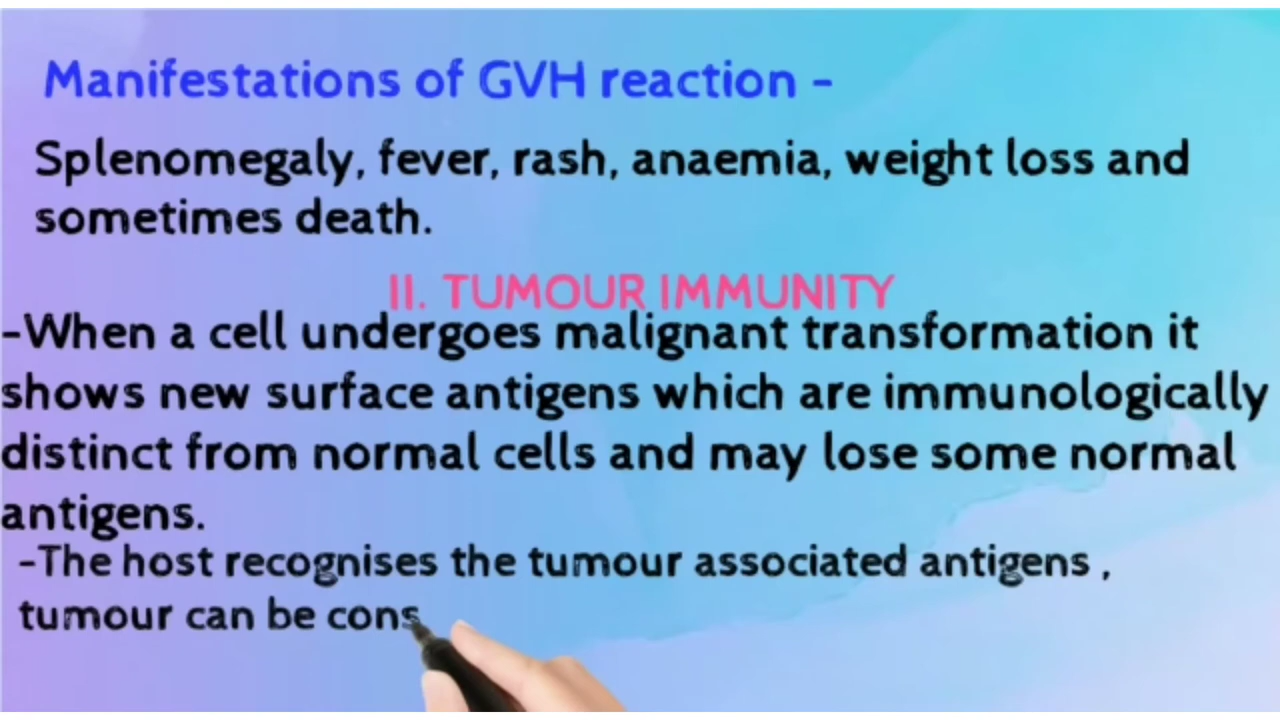 Manifestations of GVH reaction -
Splenomegaly, fever, rash, anaemia, weight loss and
sometimes death.
II. TUMOUR IMMUNITY
-When a cell undergoes malignant transformation it
shows new surface antigens which are immunologically
distinct from normal cells and may lose some normal
antigens.
-The host recognises the tumour associated antigens ,
tumour can be cons